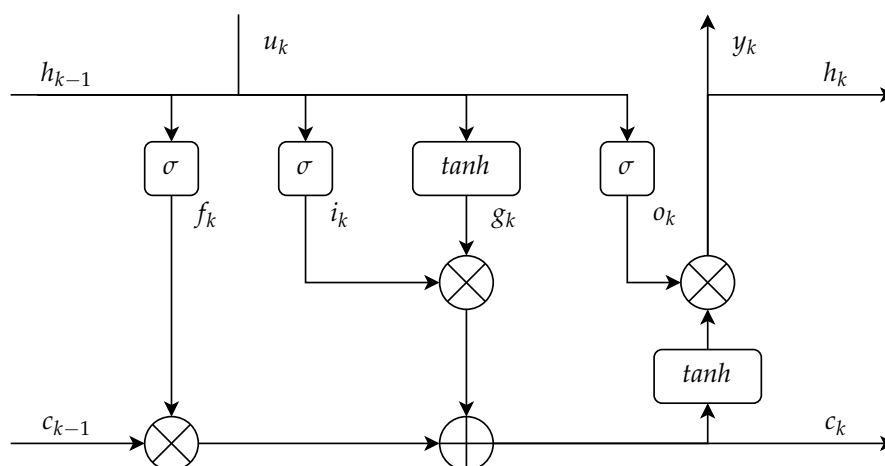 u_k
y_k
h_{k−1}
h_k
σ
σ
tanh
σ
f_k
i_k
g_k
o_k
tanh
c_{k−1}
c_k